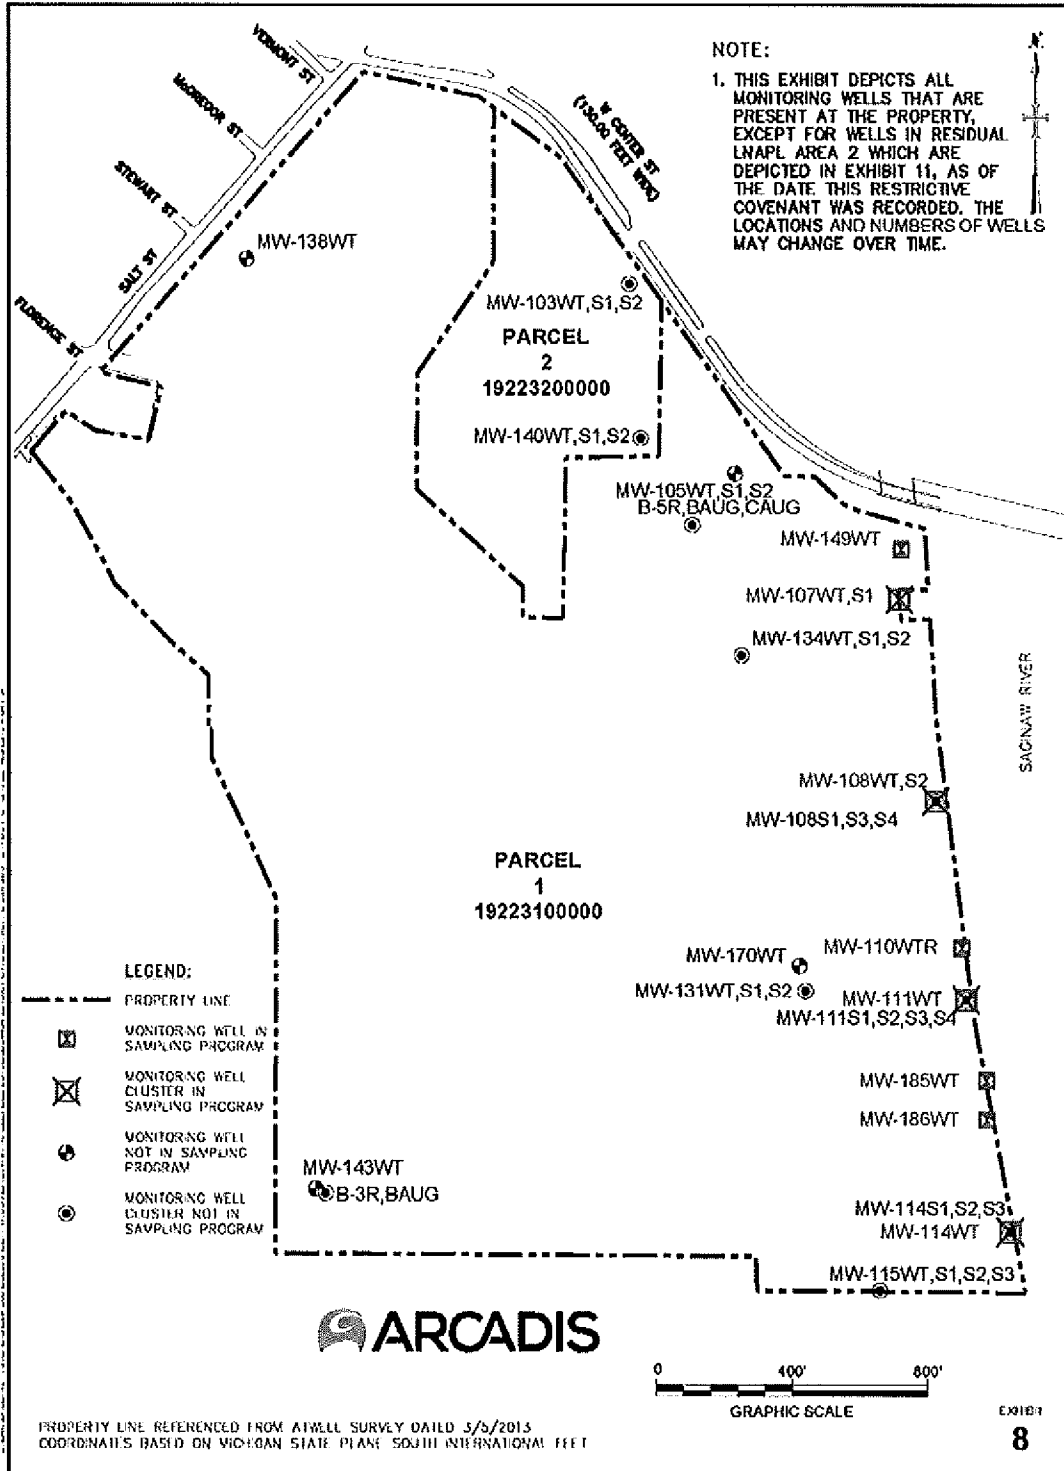 VERMONT ST
McGREGOR ST
STEWART ST
SALT ST
FLORENCE ST
W CENTER ST
(130.00 FEET WIDE)
N
NOTE:
1. THIS EXHIBIT DEPICTS ALL
MONITORING WELLS THAT ARE
PRESENT AT THE PROPERTY,
EXCEPT FOR WELLS IN RESIDUAL
LNAPL AREA 2 WHICH ARE
DEPICTED IN EXHIBIT 11, AS OF
THE DATE THIS RESTRICTIVE
COVENANT WAS RECORDED. THE
LOCATIONS AND NUMBERS OF WELLS
MAY CHANGE OVER TIME.
MW-138WT
MW-103WT,S1,S2
PARCEL
2
19223200000
MW-140WT,S1,S2
MW-105WT,S1,S2
B-5R,BAUG,CAUG
MW-149WT
MW-107WT,S1
MW-134WT,S1,S2
SAGINAW RIVER
MW-108WT,S2
MW-108S1,S3,S4
PARCEL
1
19223100000
MW-170WT
MW-110WTR
MW-131WT,S1,S2
MW-111WT
MW-111S1,S2,S3,S4
MW-185WT
MW-186WT
MW-143WT
B-3R,BAUG
MW-114S1,S2,S3
MW-114WT
MW-115WT,S1,S2,S3
LEGEND:
PROPERTY LINE
MONITORING WELL IN
SAMPLING PROGRAM
MONITORING WELL
CLUSTER IN
SAMPLING PROGRAM
MONITORING WELL
NOT IN SAMPLING
PROGRAM
MONITORING WELL
CLUSTER NOT IN
SAMPLING PROGRAM
ARCADIS
0 400' 800'
GRAPHIC SCALE
PROPERTY LINE REFERENCED FROM ATWELL SURVEY DATED 3/5/2013
COORDINATES BASED ON MICHIGAN STATE PLANE SOUTH INTERNATIONAL FEET
EXHIBIT
8